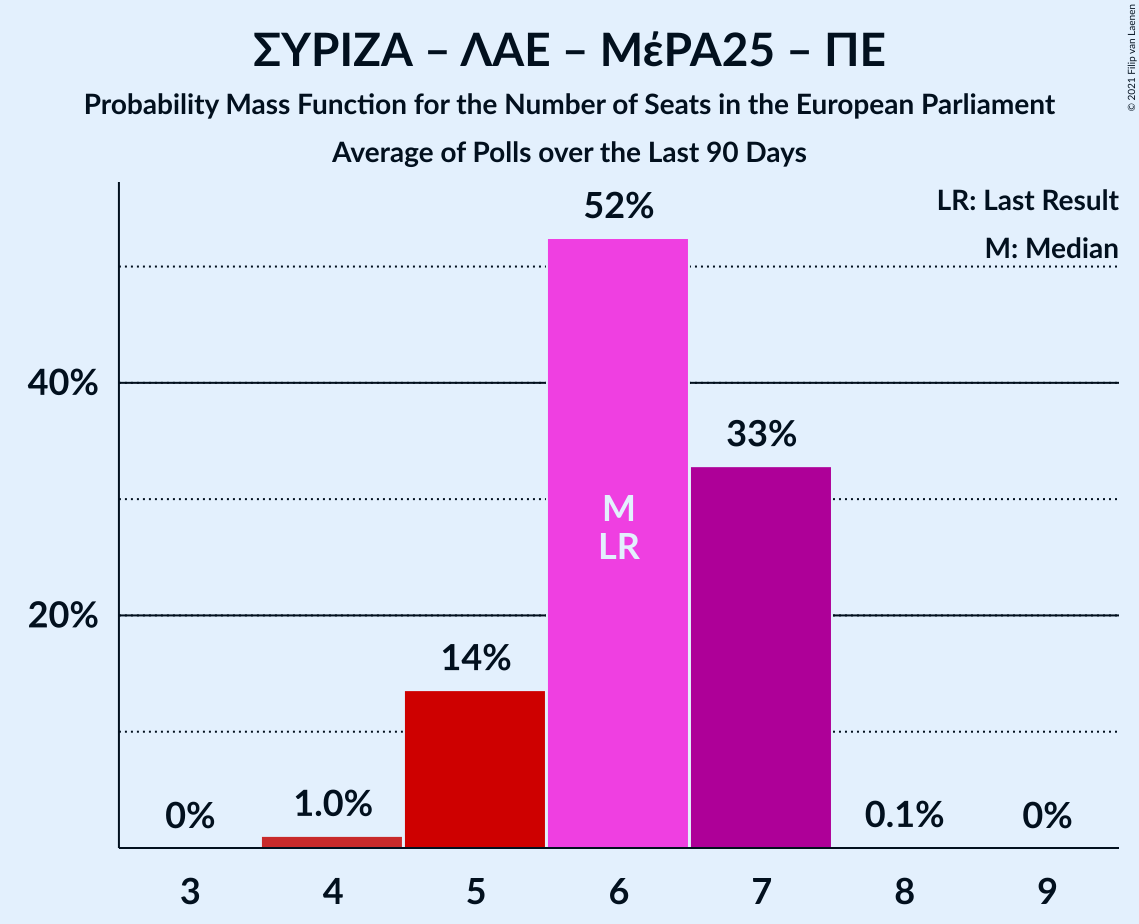 ΣΥΡΙΖΑ – ΛΑΕ – ΜέΡΑ25 – ΠΕ
Probability Mass Function for the Number of Seats in the European Parliament
Average of Polls over the Last 90 Days
© 2021 Filip van Laenen
LR: Last Result
M: Median
52%
40%
33%
M
LR
20%
14%
0%
1.0%
0.1%
0%
3
4
5
6
7
8
9